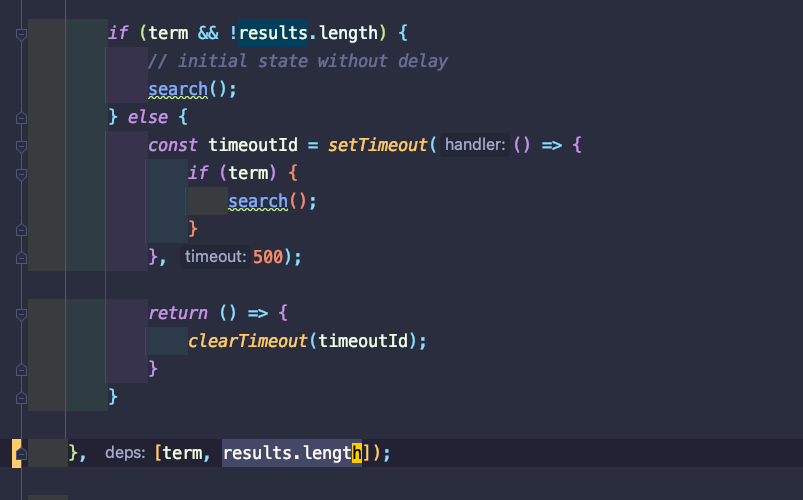 if (term && !results.length) {
// initial state without delay
search();
} else {
const timeoutId = setTimeout( handler: () => {
if (term) {
search();
}
}, timeout: 500);
return () => {
clearTimeout(timeoutId);
}
}
}, deps: [term, results.length]);